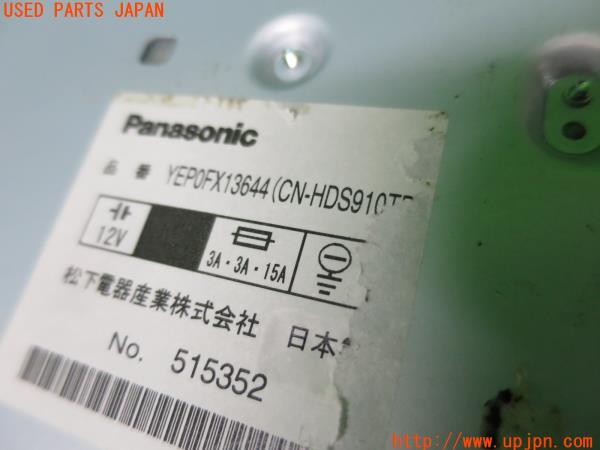 USED PARTS JAPAN
Panasonic
品 番 YEP0FX13644(CN-HDS910T
12V
3A・3A・15A
松下電器産業株式会社 日本
No. 515352
http://www.upjpn.com/